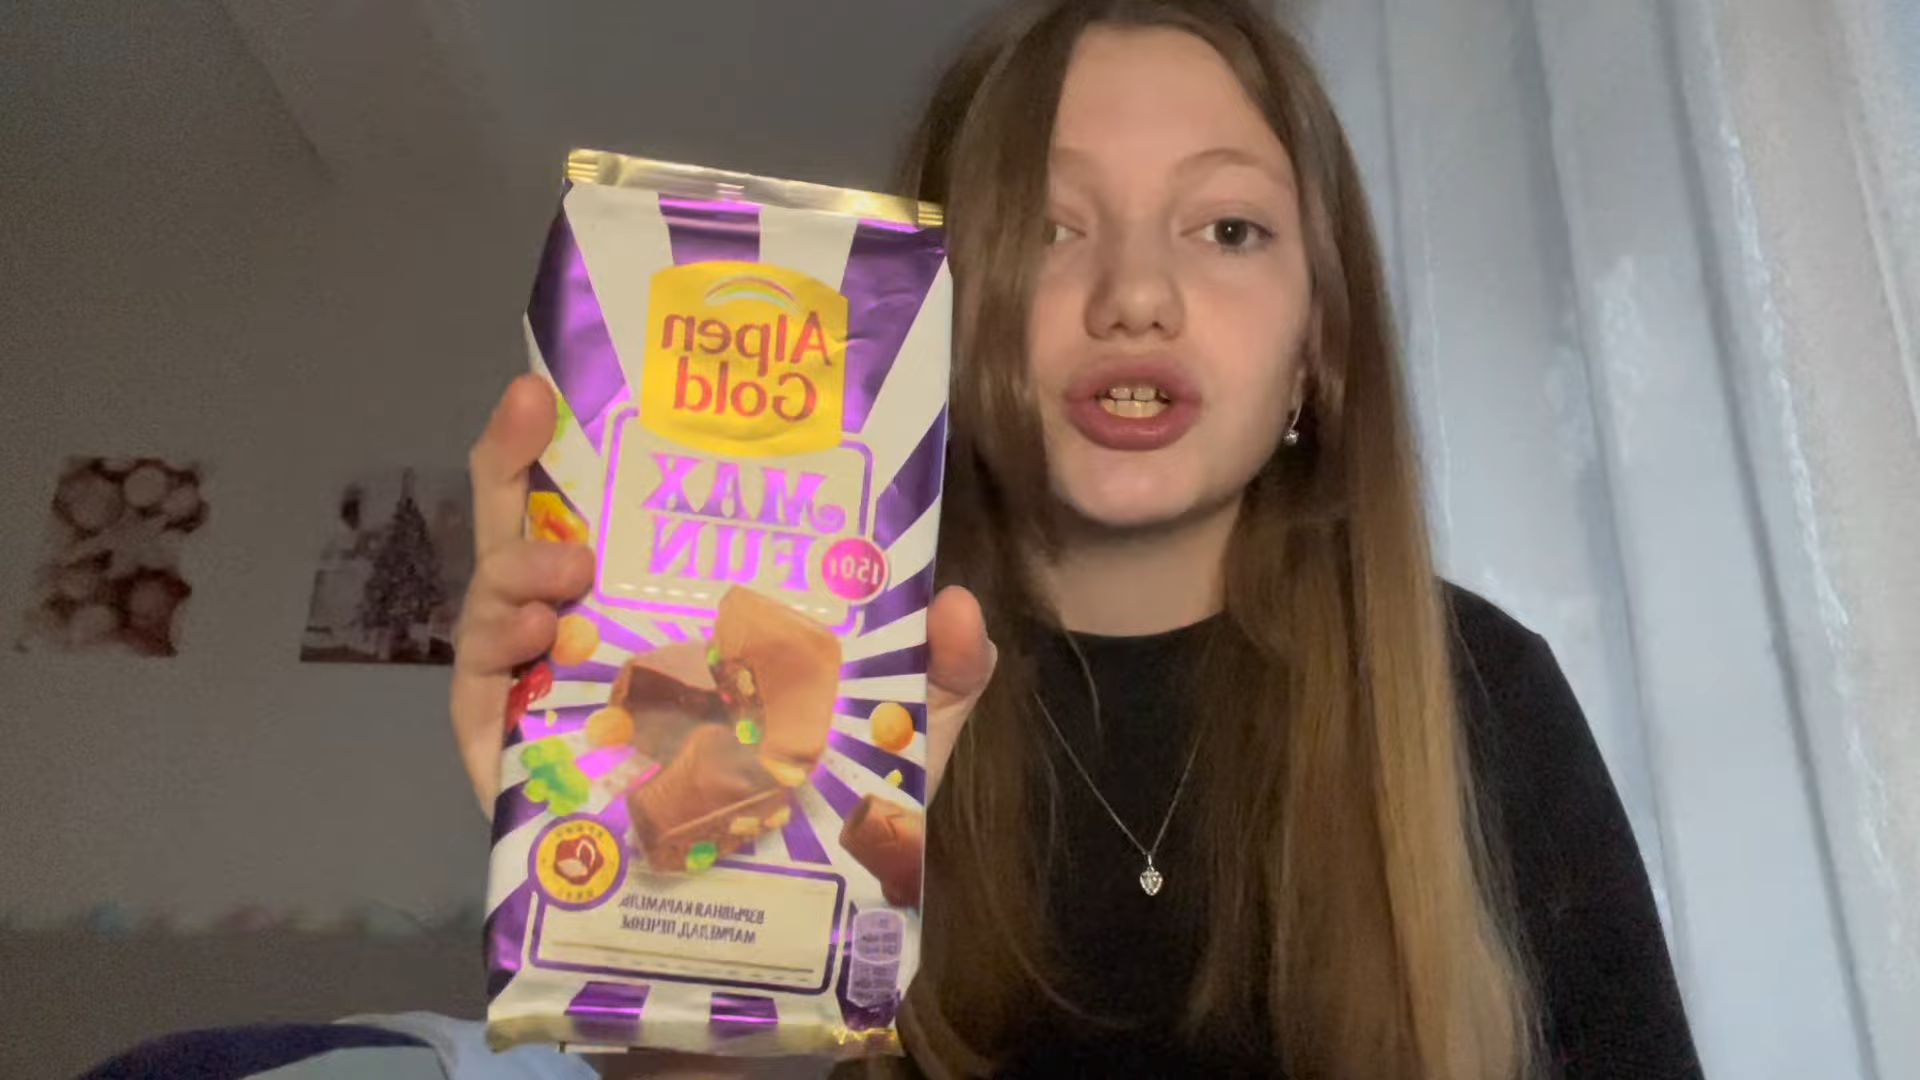 Alpen
Gold
MAX
FUN
150г
ВЗРЫВНАЯ КАРАМЕЛЬ,
МАРМЕЛАД, ПЕЧЕНЬЕ